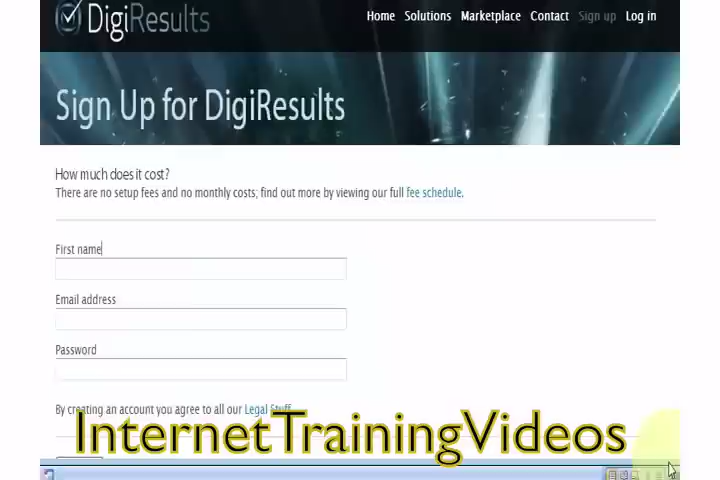 DigiResults
Home Solutions Marketplace Contact Sign up Log in
Sign Up for DigiResults
How much does it cost?
There are no setup fees and no monthly costs; find out more by viewing our full fee schedule.
First name
Email address
Password
By creating an account you agree to all our Legal Stuff
InternetTrainingVideos